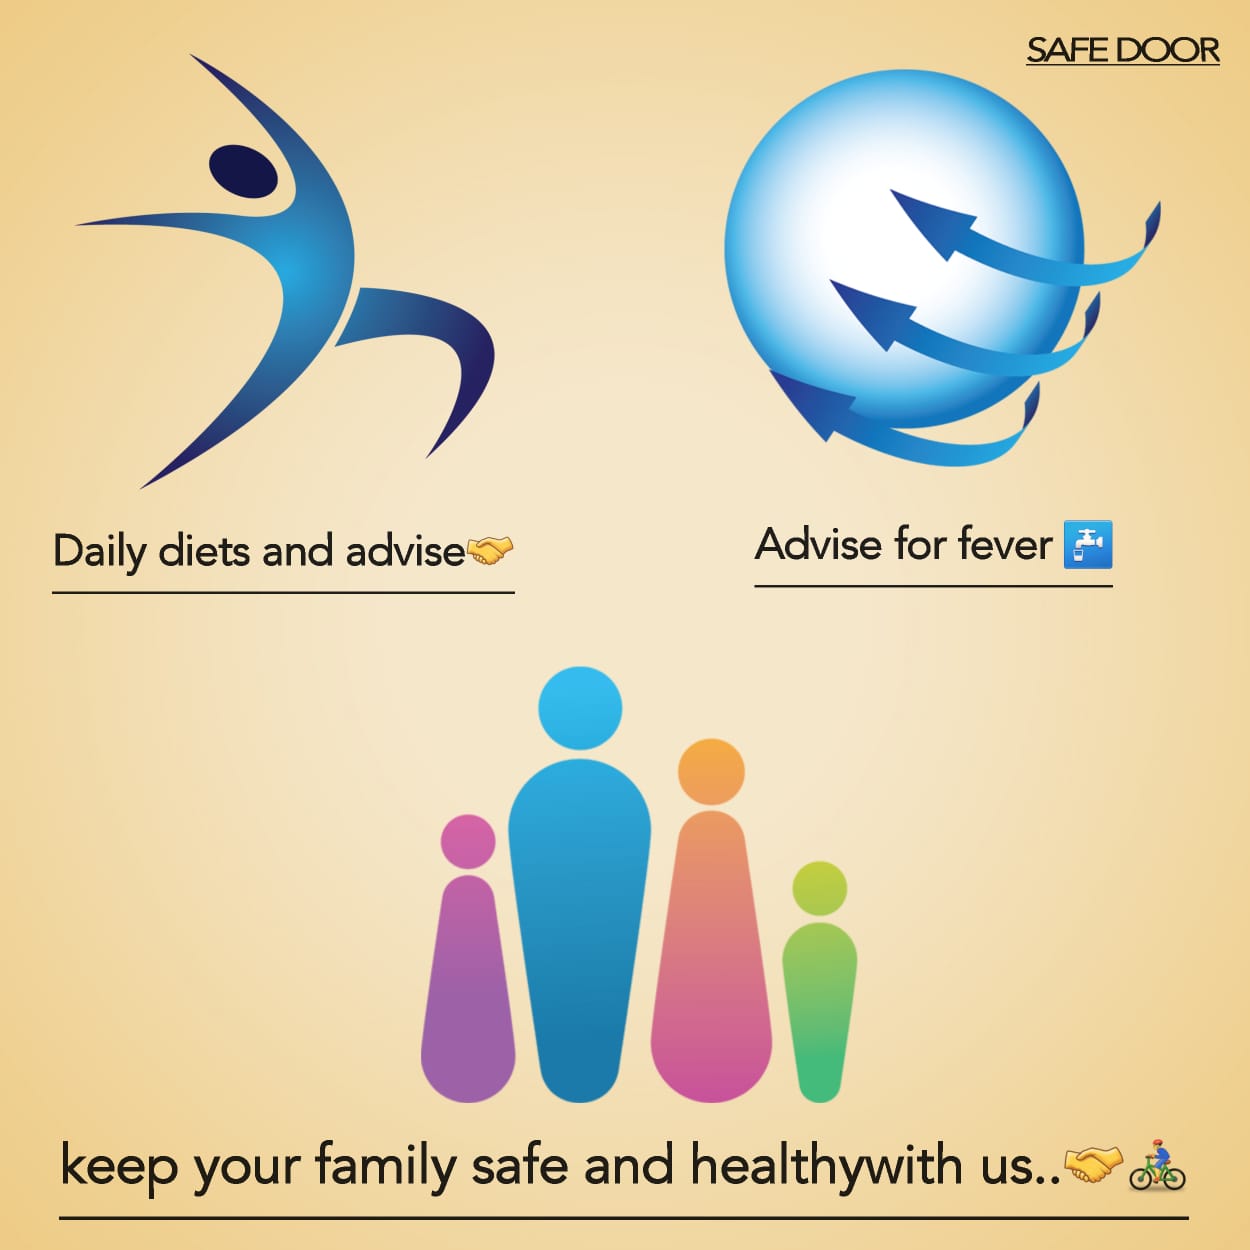 SAFE DOOR
Daily diets and advise🤝
Advise for fever 🚰
keep your family safe and healthywith us..🤝🚴